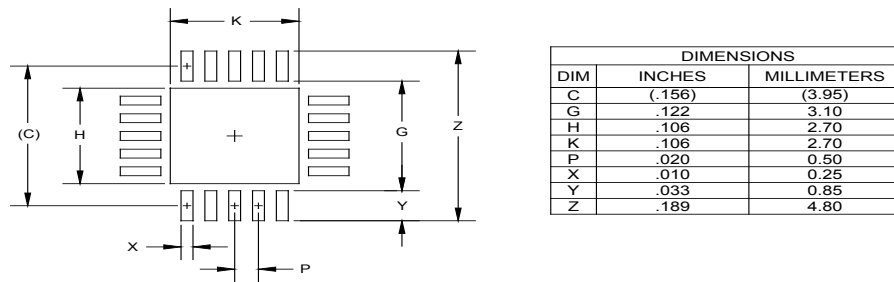 K
(C)
H
G
Z
Y
X
P
DIMENSIONS
DIM INCHES MILLIMETERS
C (.156) (3.95)
G .122 3.10
H .106 2.70
K .106 2.70
P .020 0.50
X .010 0.25
Y .033 0.85
Z .189 4.80